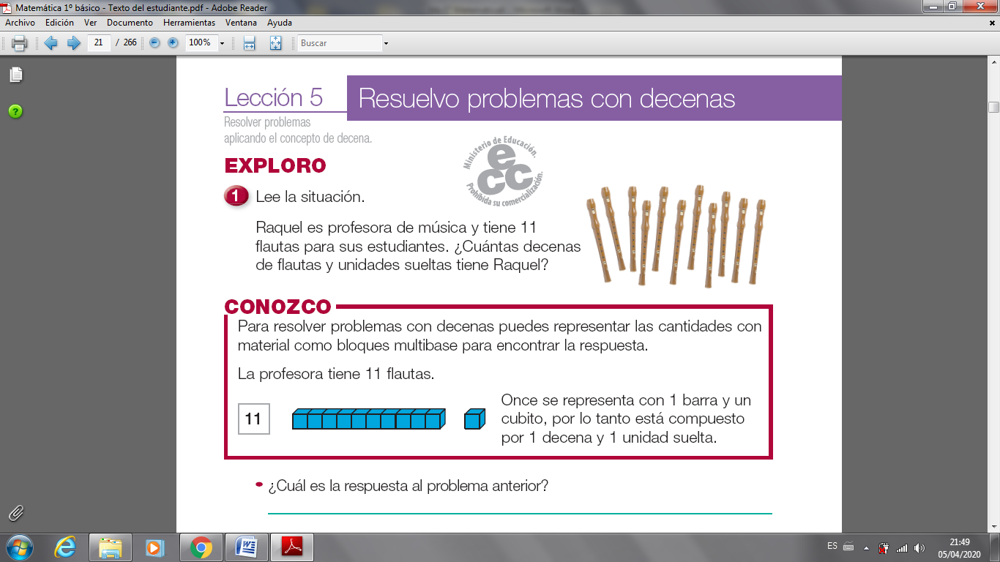 Matemática 1º básico - Texto del estudiante.pdf - Adobe Reader
Archivo Edición Ver Documento Herramientas Ventana Ayuda
21 / 266 100% Buscar
Lección 5 Resuelvo problemas con decenas
Resolver problemas
aplicando el concepto de decena.
Ministerio de Educación.
ecc
Prohibida su comercialización.
EXPLORO
1 Lee la situación.
Raquel es profesora de música y tiene 11
flautas para sus estudiantes. ¿Cuántas decenas
de flautas y unidades sueltas tiene Raquel?
CONOZCO
Para resolver problemas con decenas puedes representar las cantidades con
material como bloques multibase para encontrar la respuesta.
La profesora tiene 11 flautas.
11
Once se representa con 1 barra y un
cubito, por lo tanto está compuesto
por 1 decena y 1 unidad suelta.
• ¿Cuál es la respuesta al problema anterior?
ES 21:49
05/04/2020